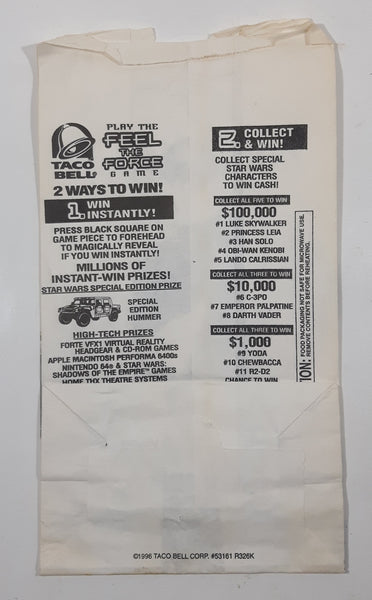 TACO
BELL®
PLAY THE
FEEL
THE
FORCE
GAME
2 WAYS TO WIN!
1. WIN
INSTANTLY!
PRESS BLACK SQUARE ON
GAME PIECE TO FOREHEAD
TO MAGICALLY REVEAL
IF YOU WIN INSTANTLY!
MILLIONS OF
INSTANT-WIN PRIZES!
STAR WARS SPECIAL EDITION PRIZE
SPECIAL
EDITION
HUMMER
HIGH-TECH PRIZES
FORTE VFX1 VIRTUAL REALITY
HEADGEAR & CD-ROM GAMES
APPLE MACINTOSH PERFORMA 6400s
NINTENDO 64® & STAR WARS:
SHADOWS OF THE EMPIRE™ GAMES
HOME THX THEATRE SYSTEMS
2. COLLECT
& WIN!
COLLECT SPECIAL
STAR WARS
CHARACTERS
TO WIN CASH!
COLLECT ALL FIVE TO WIN
$100,000
#1 LUKE SKYWALKER
#2 PRINCESS LEIA
#3 HAN SOLO
#4 OBI-WAN KENOBI
#5 LANDO CALRISSIAN
COLLECT ALL THREE TO WIN
$10,000
#6 C-3PO
#7 EMPEROR PALPATINE
#8 DARTH VADER
COLLECT ALL THREE TO WIN
$1,000
#9 YODA
#10 CHEWBACCA
#11 R2-D2
CHANCE TO WIN
ION: FOOD PACKAGING NOT SAFE FOR MICROWAVE USE.
REMOVE CONTENTS BEFORE REHEATING.
©1996 TACO BELL CORP. #53161 R326K